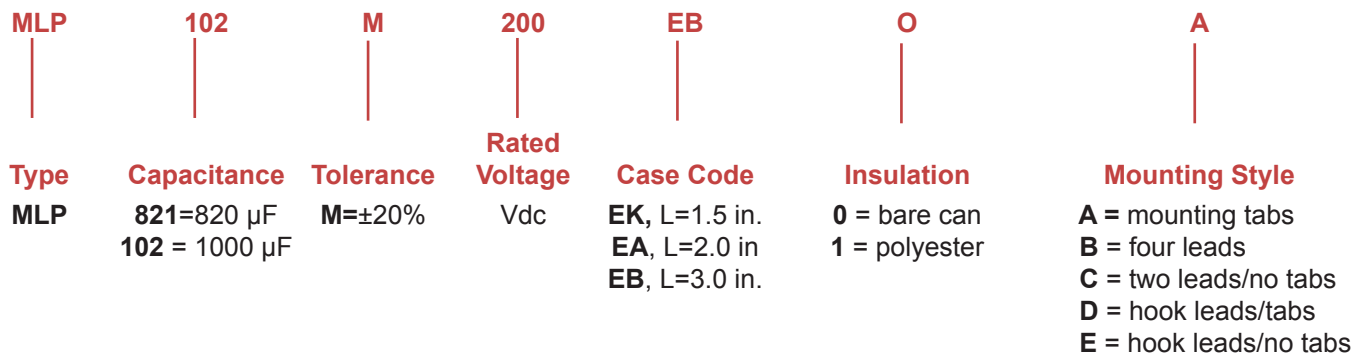 MLP 102 M 200 EB O A
Rated
Type Capacitance Tolerance Voltage Case Code Insulation Mounting Style
MLP 821=820 µF M=±20% Vdc EK, L=1.5 in. 0 = bare can A = mounting tabs
102 = 1000 µF EA, L=2.0 in 1 = polyester B = four leads
EB, L=3.0 in. C = two leads/no tabs
D = hook leads/tabs
E = hook leads/no tabs